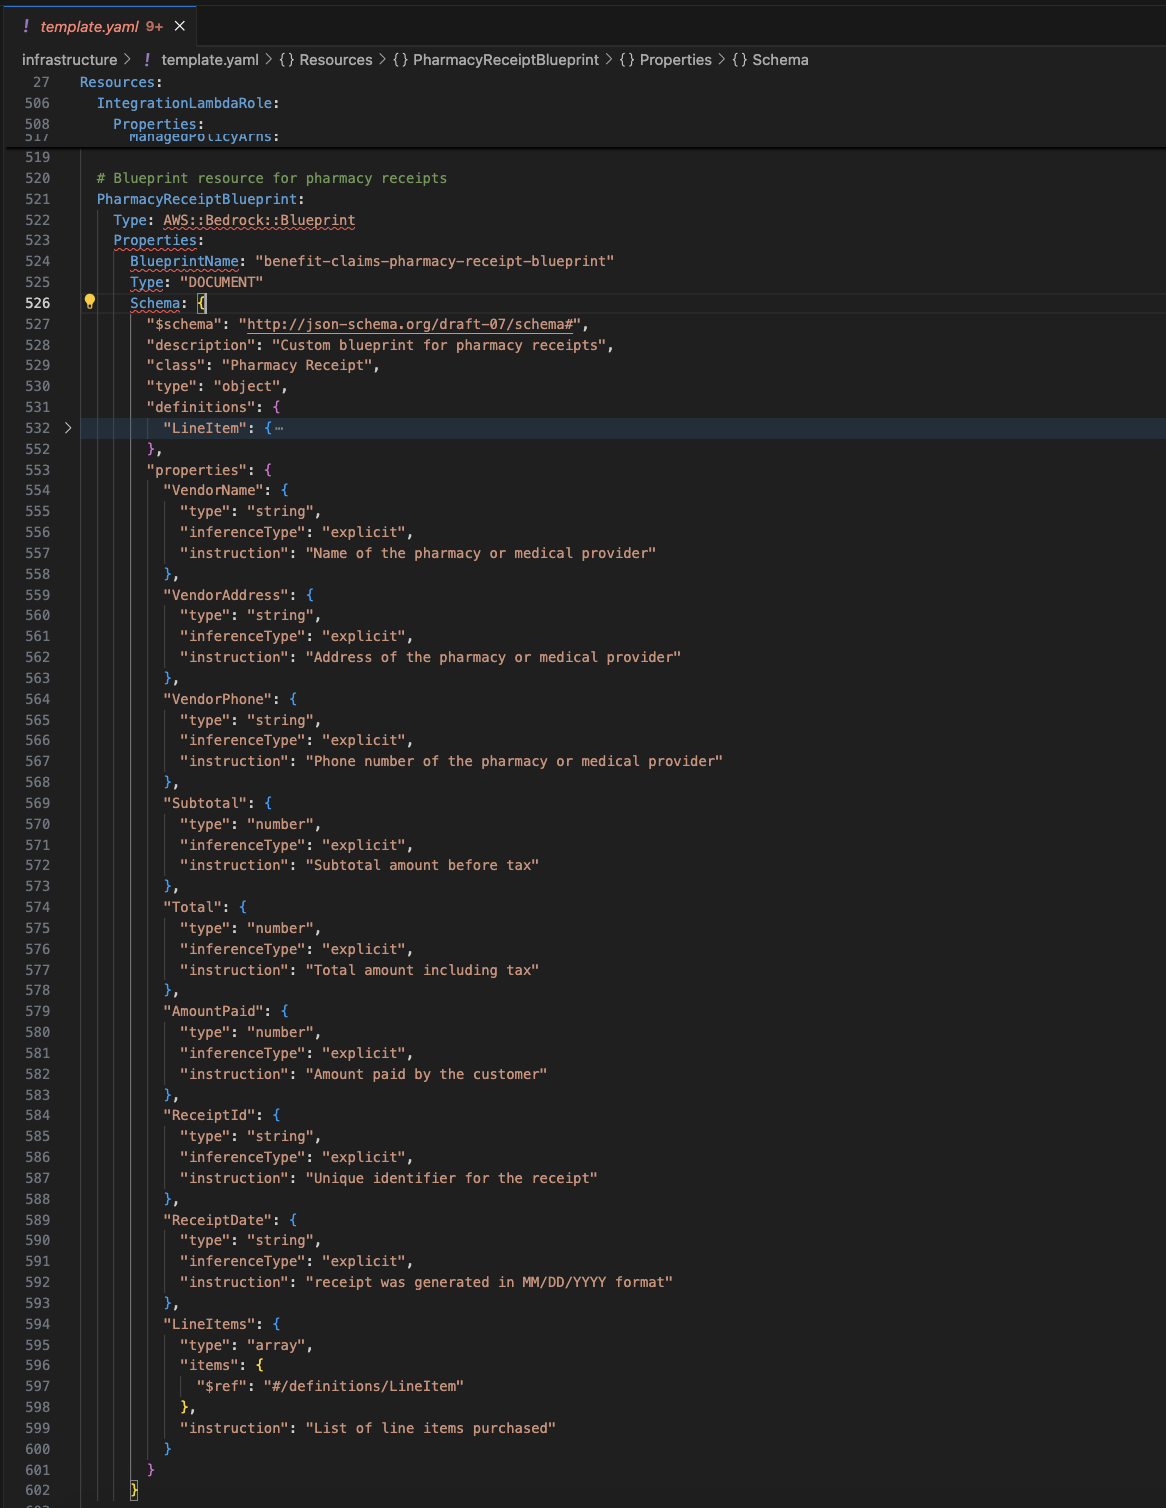 ! template.yaml 9+ ×
infrastructure > ! template.yaml > {} Resources > {} PharmacyReceiptBlueprint > {} Properties > {} Schema
27 Resources:
506 IntegrationLambdaRole:
508 Properties:
517 ManagedPolicyArns:
519
520 # Blueprint resource for pharmacy receipts
521 PharmacyReceiptBlueprint:
522 Type: AWS::Bedrock::Blueprint
523 Properties:
524 BlueprintName: "benefit-claims-pharmacy-receipt-blueprint"
525 Type: "DOCUMENT"
526 Schema: {
527 "$schema": "http://json-schema.org/draft-07/schema#",
528 "description": "Custom blueprint for pharmacy receipts",
529 "class": "Pharmacy Receipt",
530 "type": "object",
531 "definitions": {
532 "LineItem": {⋯
552 },
553 "properties": {
554 "VendorName": {
555 "type": "string",
556 "inferenceType": "explicit",
557 "instruction": "Name of the pharmacy or medical provider"
558 },
559 "VendorAddress": {
560 "type": "string",
561 "inferenceType": "explicit",
562 "instruction": "Address of the pharmacy or medical provider"
563 },
564 "VendorPhone": {
565 "type": "string",
566 "inferenceType": "explicit",
567 "instruction": "Phone number of the pharmacy or medical provider"
568 },
569 "Subtotal": {
570 "type": "number",
571 "inferenceType": "explicit",
572 "instruction": "Subtotal amount before tax"
573 },
574 "Total": {
575 "type": "number",
576 "inferenceType": "explicit",
577 "instruction": "Total amount including tax"
578 },
579 "AmountPaid": {
580 "type": "number",
581 "inferenceType": "explicit",
582 "instruction": "Amount paid by the customer"
583 },
584 "ReceiptId": {
585 "type": "string",
586 "inferenceType": "explicit",
587 "instruction": "Unique identifier for the receipt"
588 },
589 "ReceiptDate": {
590 "type": "string",
591 "inferenceType": "explicit",
592 "instruction": "receipt was generated in MM/DD/YYYY format"
593 },
594 "LineItems": {
595 "type": "array",
596 "items": {
597 "$ref": "#/definitions/LineItem"
598 },
599 "instruction": "List of line items purchased"
600 }
601 }
602 }